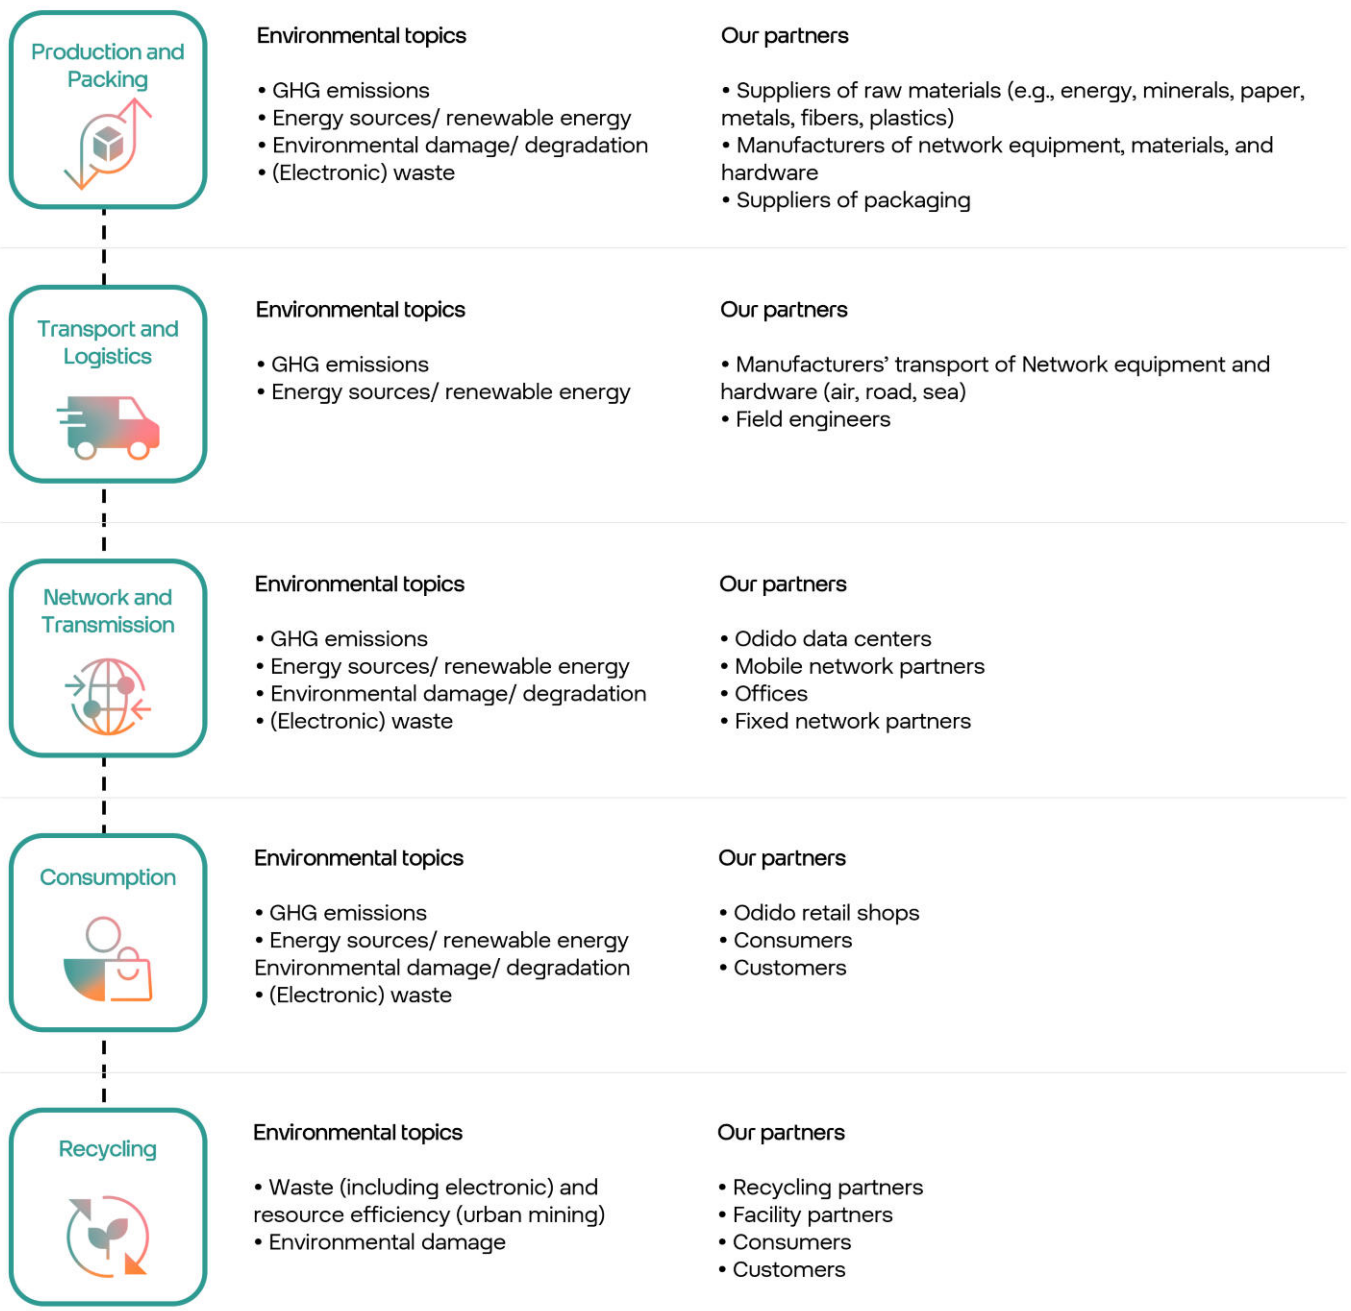 Production and
Packing
Environmental topics
• GHG emissions
• Energy sources/ renewable energy
• Environmental damage/ degradation
• (Electronic) waste
Our partners
• Suppliers of raw materials (e.g., energy, minerals, paper,
metals, fibers, plastics)
• Manufacturers of network equipment, materials, and
hardware
• Suppliers of packaging
Transport and
Logistics
Environmental topics
• GHG emissions
• Energy sources/ renewable energy
Our partners
• Manufacturers’ transport of Network equipment and
hardware (air, road, sea)
• Field engineers
Network and
Transmission
Environmental topics
• GHG emissions
• Energy sources/ renewable energy
• Environmental damage/ degradation
• (Electronic) waste
Our partners
• Odido data centers
• Mobile network partners
• Offices
• Fixed network partners
Consumption
Environmental topics
• GHG emissions
• Energy sources/ renewable energy
Environmental damage/ degradation
• (Electronic) waste
Our partners
• Odido retail shops
• Consumers
• Customers
Recycling
Environmental topics
• Waste (including electronic) and
resource efficiency (urban mining)
• Environmental damage
Our partners
• Recycling partners
• Facility partners
• Consumers
• Customers